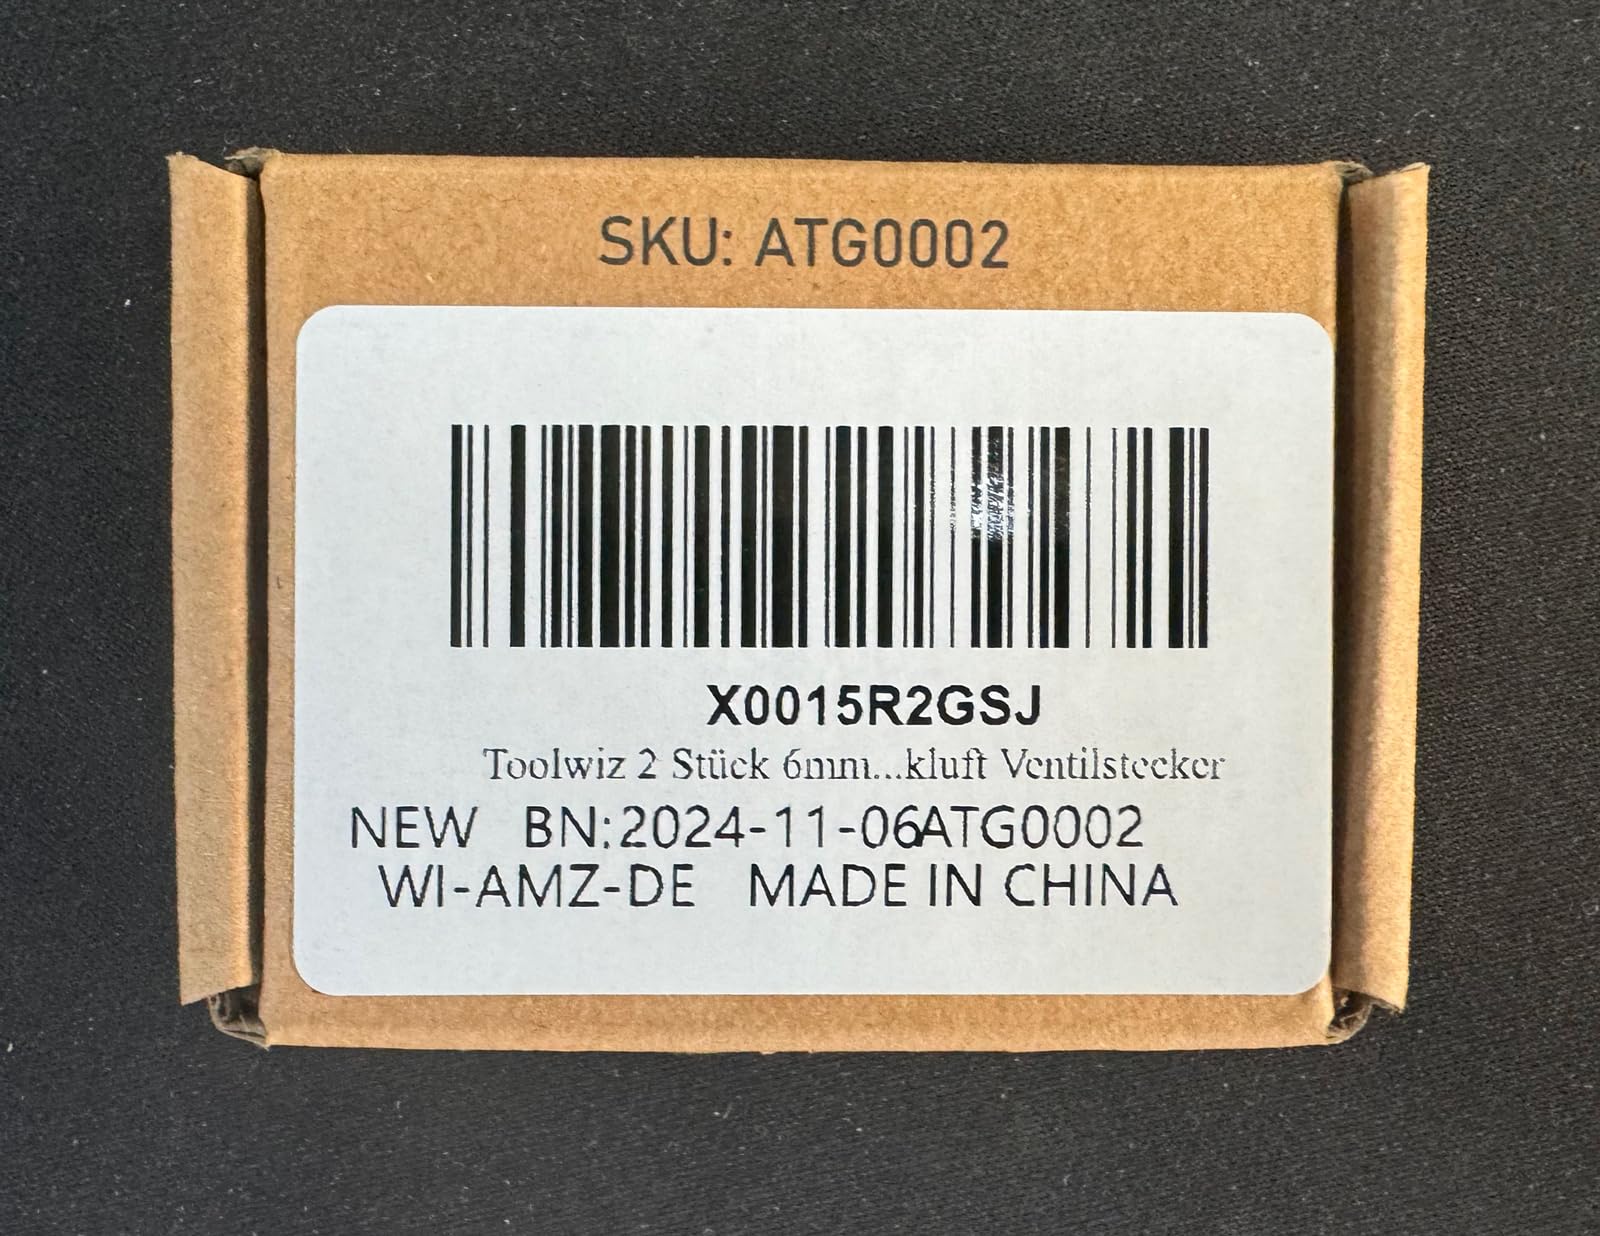 SKU: ATG0002
X0015R2GSJ
Toolwiz 2 Stück 6mm...kluft Ventilstecker
NEW BN:2024-11-06ATG0002
WI-AMZ-DE MADE IN CHINA